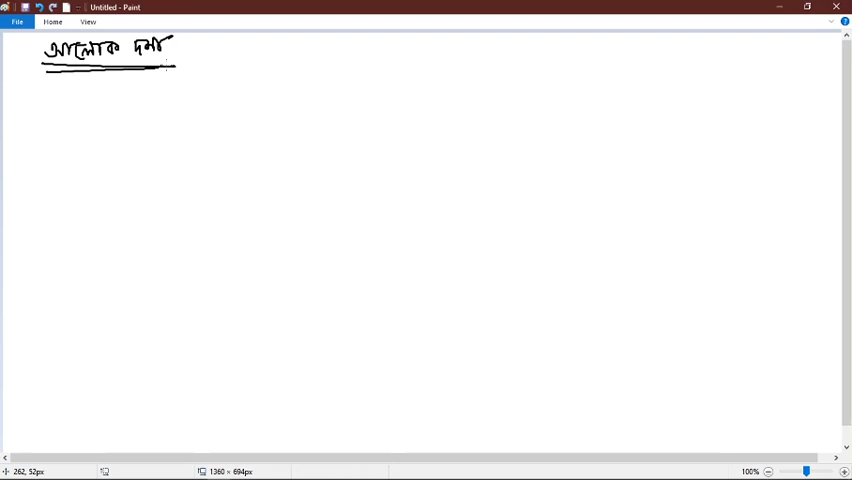 Untitled - Paint
File Home View
আলোক দশা
262, 52px 1360 × 694px 100%